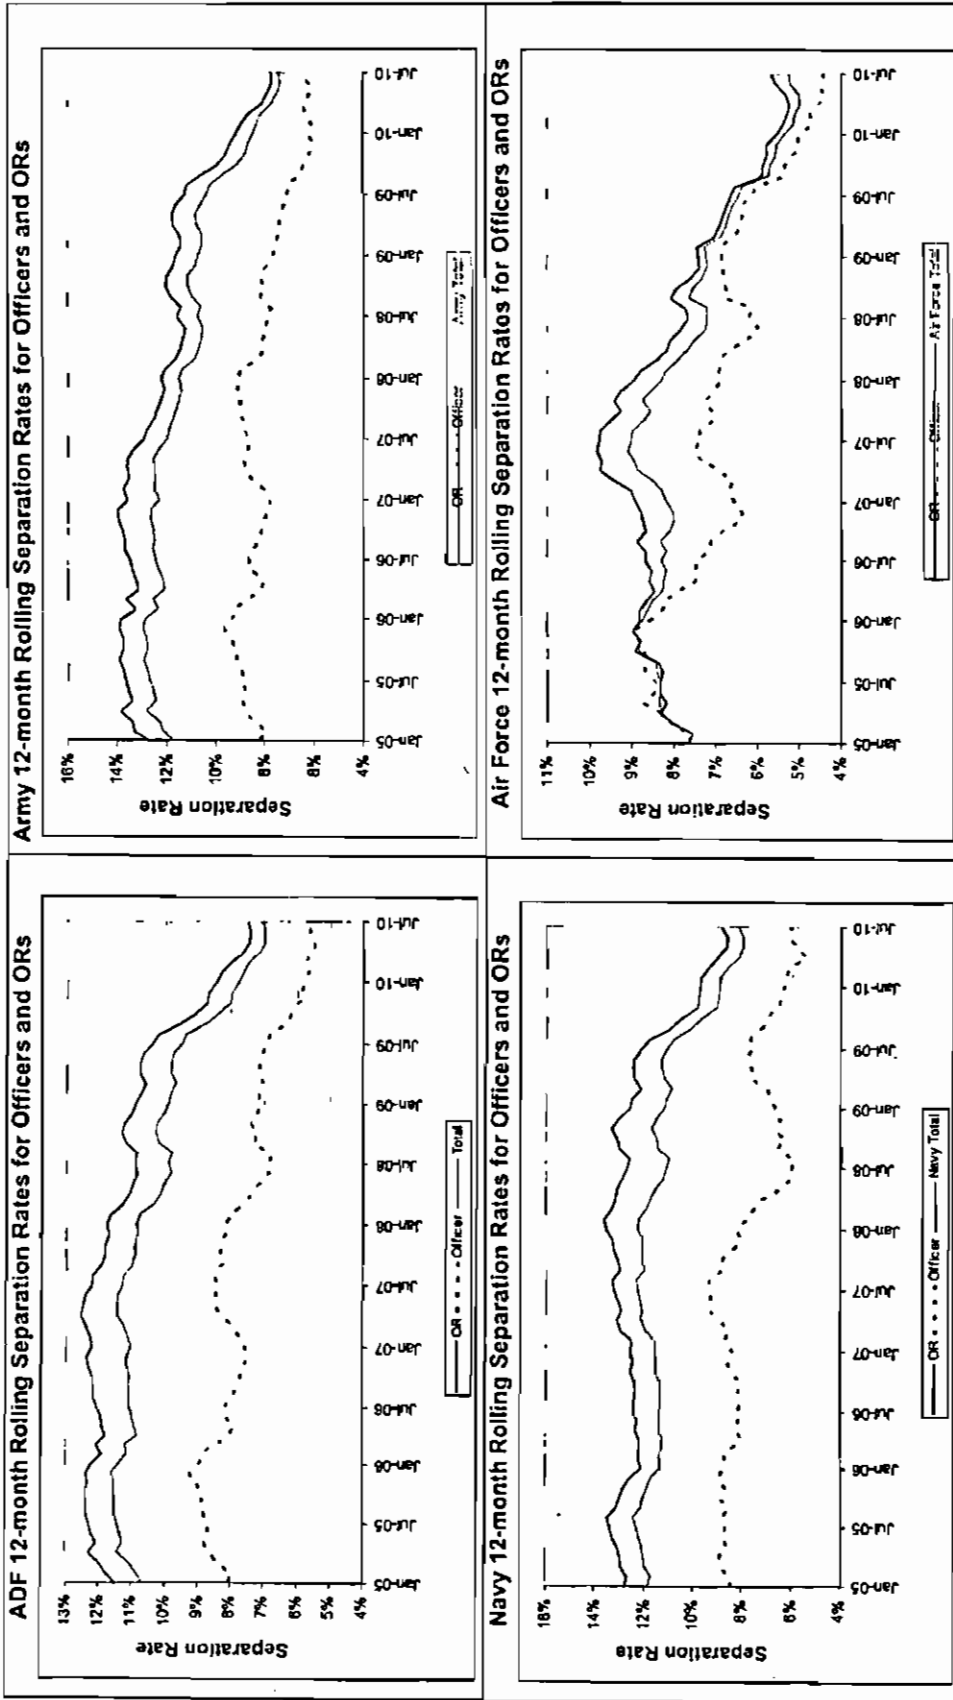 ADF 12-month Rolling Separation Rates for Officers and ORs
Separation Rate
13%
12%
11%
10%
9%
8%
7%
6%
5%
4%
Jan-05
Jul-05
Jan-06
Jul-06
Jan-07
Jul-07
Jan-08
Jul-08
Jan-09
Jul-09
Jan-10
Jul-10
OR Officer Total
Army 12-month Rolling Separation Rates for Officers and ORs
Separation Rate
16%
14%
12%
10%
8%
6%
4%
Jan-05
Jul-05
Jan-06
Jul-06
Jan-07
Jul-07
Jan-08
Jul-08
Jan-09
Jul-09
Jan-10
Jul-10
OR Officer Army Total
Navy 12-month Rolling Separation Rates for Officers and ORs
Separation Rate
16%
14%
12%
10%
8%
6%
4%
Jan-05
Jul-05
Jan-06
Jul-06
Jan-07
Jul-07
Jan-08
Jul-08
Jan-09
Jul-09
Jan-10
Jul-10
OR Officer Navy Total
Air Force 12-month Rolling Separation Rates for Officers and ORs
Separation Rate
11%
10%
9%
8%
7%
6%
5%
4%
Jan-05
Jul-05
Jan-06
Jul-06
Jan-07
Jul-07
Jan-08
Jul-08
Jan-09
Jul-09
Jan-10
Jul-10
OR Officer Air Force Total